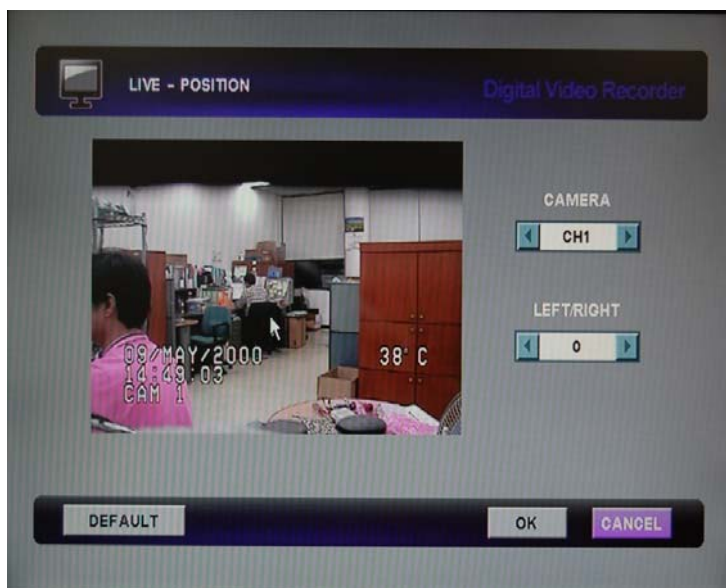 LIVE - POSITION
Digital Video Recorder
CAMERA
CH1
LEFT/RIGHT
0
09/MAY/2000
38°C
14:49:03
CAM 1
DEFAULT
OK
CANCEL